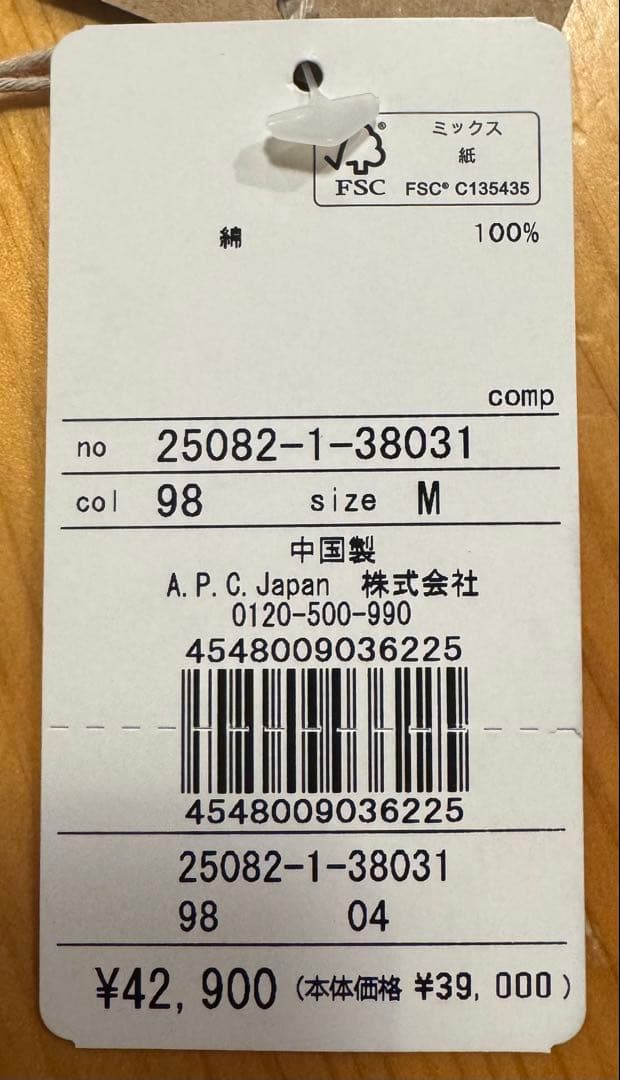 ミックス
紙
FSC® FSC® C135435
綿 100%
comp
no 25082-1-38031
col 98 size M
中国製
A.P.C.Japan 株式会社
0120-500-990
4548009036225
4548009036225
25082-1-38031
98 04
¥42,900 (本体価格 ¥39,000)